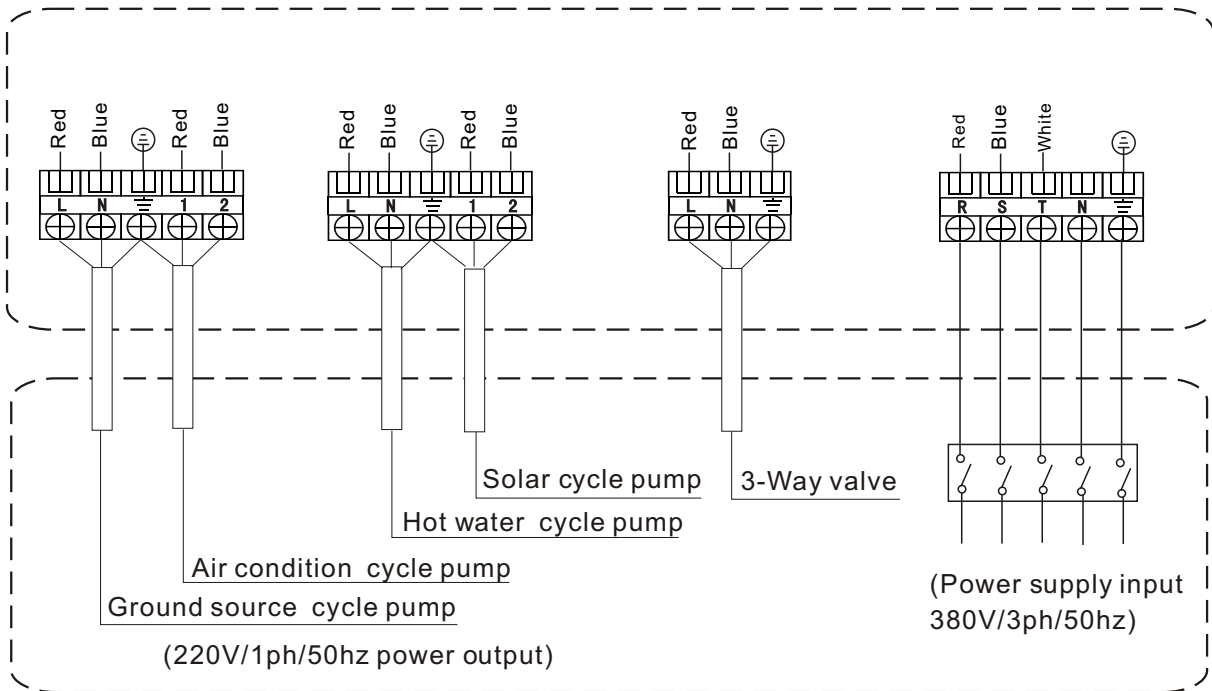 Red Blue Red Blue
Red Blue Red Blue
Red Blue
Red Blue White
L N 1 2
L N 1 2
L N
R S T N
Solar cycle pump
3-Way valve
Hot water cycle pump
Air condition cycle pump
Ground source cycle pump
(220V/1ph/50hz power output)
(Power supply input
380V/3ph/50hz)